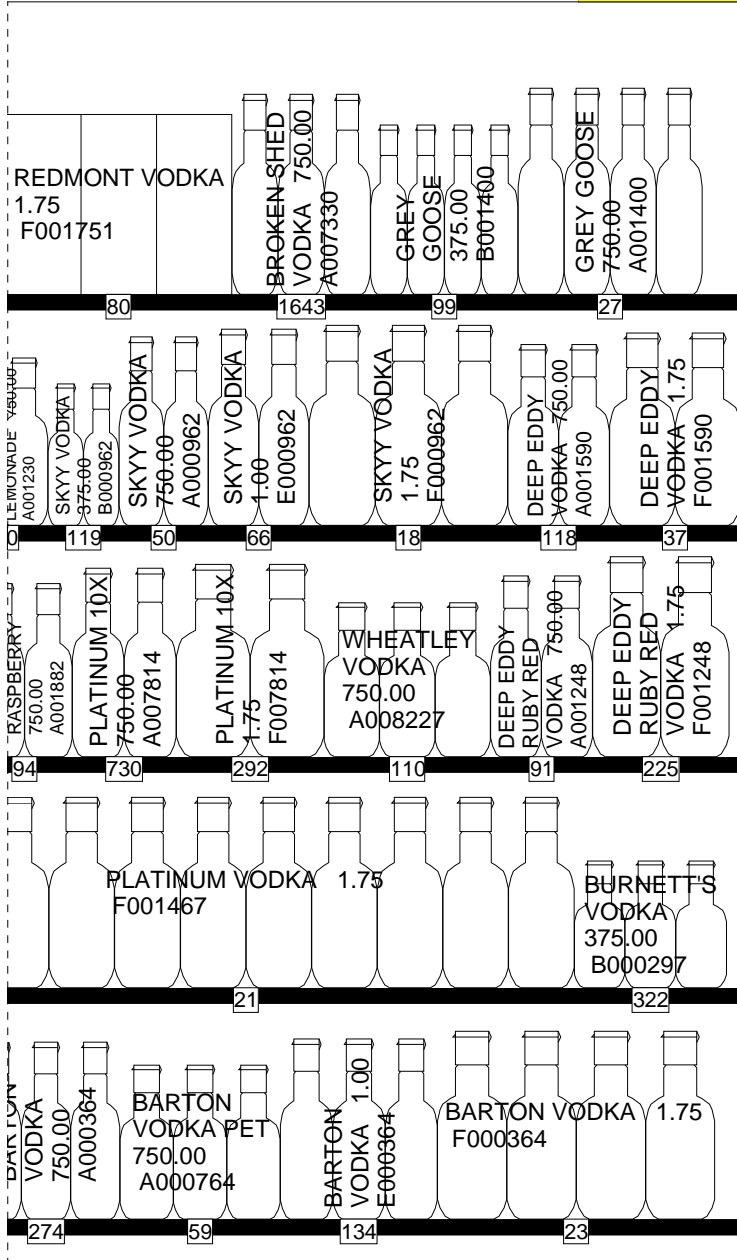 REDMONT VODKA
1.75
F001751
BROKEN SHED
VODKA 750.00
A007330
GREY
GOOSE
375.00
B001400
GREY GOOSE
750.00
A001400
80
1643
99
27
LEMONADE 750.00
A001230
SKYY VODKA
375.00
B000962
SKYY VODKA
750.00
A000962
SKYY VODKA
1.00
E000962
SKYY VODKA
1.75
F000962
DEEP EDDY
VODKA 750.00
A001590
DEEP EDDY
VODKA 1.75
F001590
0
119
50
66
18
118
37
RASPBERRY
750.00
A001882
PLATINUM 10X
750.00
A007814
PLATINUM 10X
1.75
F007814
WHEATLEY
VODKA
750.00
A008227
DEEP EDDY
RUBY RED
VODKA 750.00
A001248
DEEP EDDY
RUBY RED
VODKA 1.75
F001248
94
730
292
110
91
225
PLATINUM VODKA 1.75
F001467
BURNETT'S
VODKA
375.00
B000297
21
322
BARTON
VODKA
750.00
A000364
BARTON
VODKA PET
750.00
A000764
BARTON
VODKA 1.00
E000364
BARTON VODKA 1.75
F000364
274
59
134
23